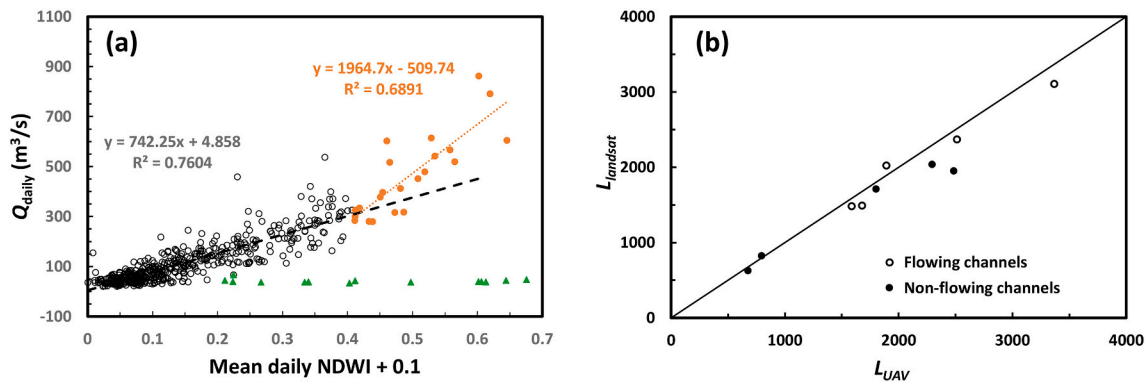 (a)
1100
900
700
500
300
100
-100
Q_daily (m³/s)
y = 1964.7x - 509.74
R² = 0.6891
y = 742.25x + 4.858
R² = 0.7604
0 0.1 0.2 0.3 0.4 0.5 0.6 0.7
Mean daily NDWI + 0.1
(b)
4000
3000
2000
1000
0
L_landsat
Flowing channels
Non-flowing channels
0 1000 2000 3000 4000
L_UAV